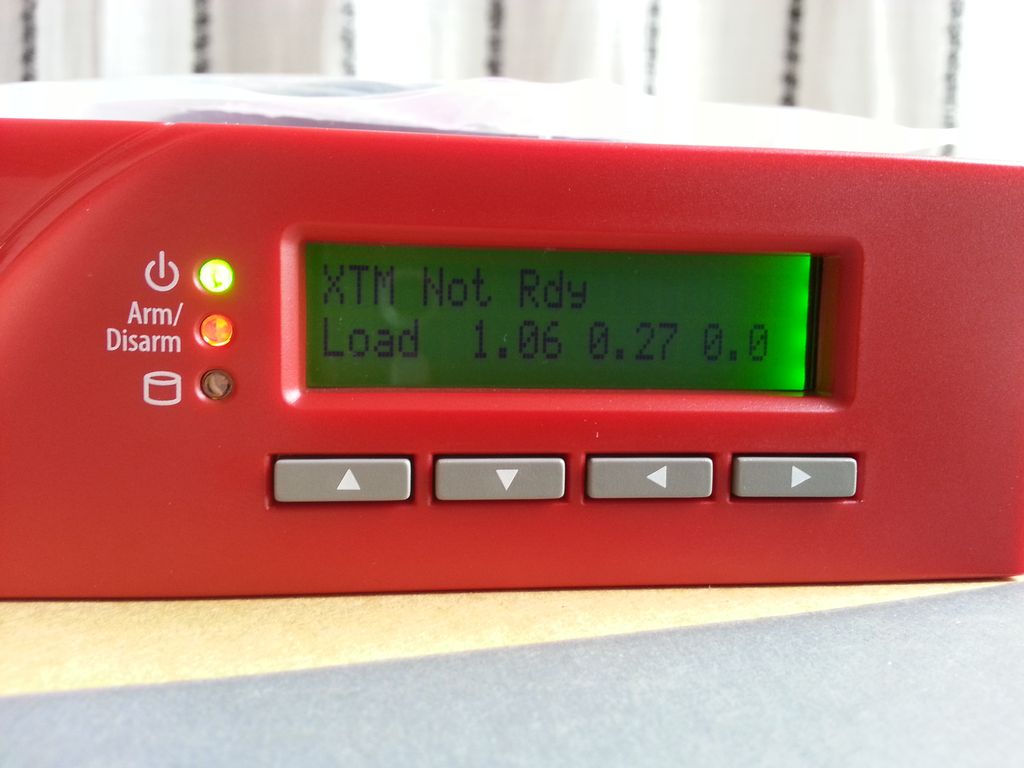 Arm/
Disarm
XTM Not Rdy
Load 1.06 0.27 0.0